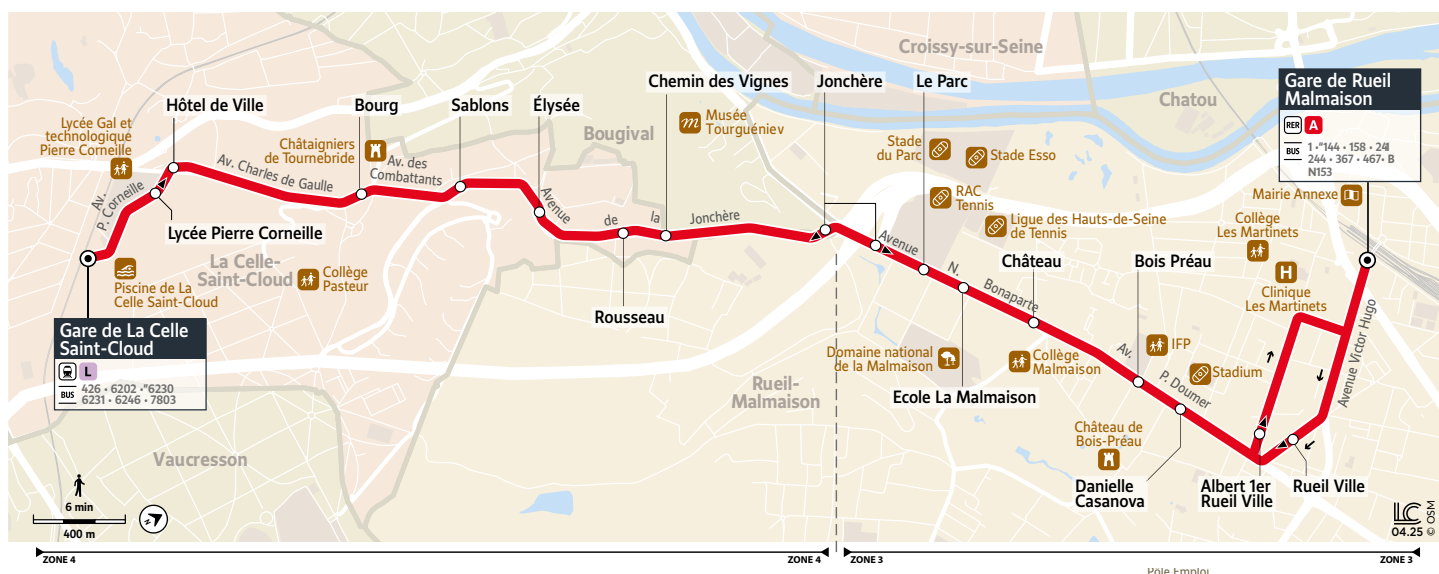 Croissy-sur-Seine
Chatou
Gare de Rueil
Malmaison
RER A
BUS
144 • 158 • 241
244 • 367 • 467 • B
N153
Mairie Annexe
Hôtel de Ville
Bourg
Sablons
Élysée
Chemin des Vignes
Jonchère
Le Parc
Lycée Gal et
technologique
Pierre Corneille
Châtaigniers
de Tournebride
Bougival
Musée
Tourguéniev
Stade
du Parc
Stade Esso
Av.
P. Corneille
Av. Charles de Gaulle
Av. des
Combattants
RAC
Tennis
Ligue des Hauts-de-Seine
de Tennis
Collège
Les Martinets
H
Clinique
Les Martinets
Avenue
de
la
Jonchère
Lycée Pierre Corneille
La Celle-
Saint-Cloud
Collège
Pasteur
Piscine de La
Celle Saint-Cloud
Rousseau
Avenue
N.
Bonaparte
Château
Bois Préau
Avenue Victor Hugo
Gare de La Celle
Saint-Cloud
L
BUS
426 • 6202 • 6230
6231 • 6246 • 7803
Domaine national
de la Malmaison
Ecole La Malmaison
Collège
Malmaison
Av.
P. Doumer
IFP
Stadium
Rueil-
Malmaison
Château de
Bois-Préau
Danielle
Casanova
Albert 1er
Rueil Ville
Rueil Ville
Vaucresson
6 min
400 m
N
LC
04.25
© OSM
ZONE 4
ZONE 4
ZONE 3
ZONE 3
Pôle Emploi